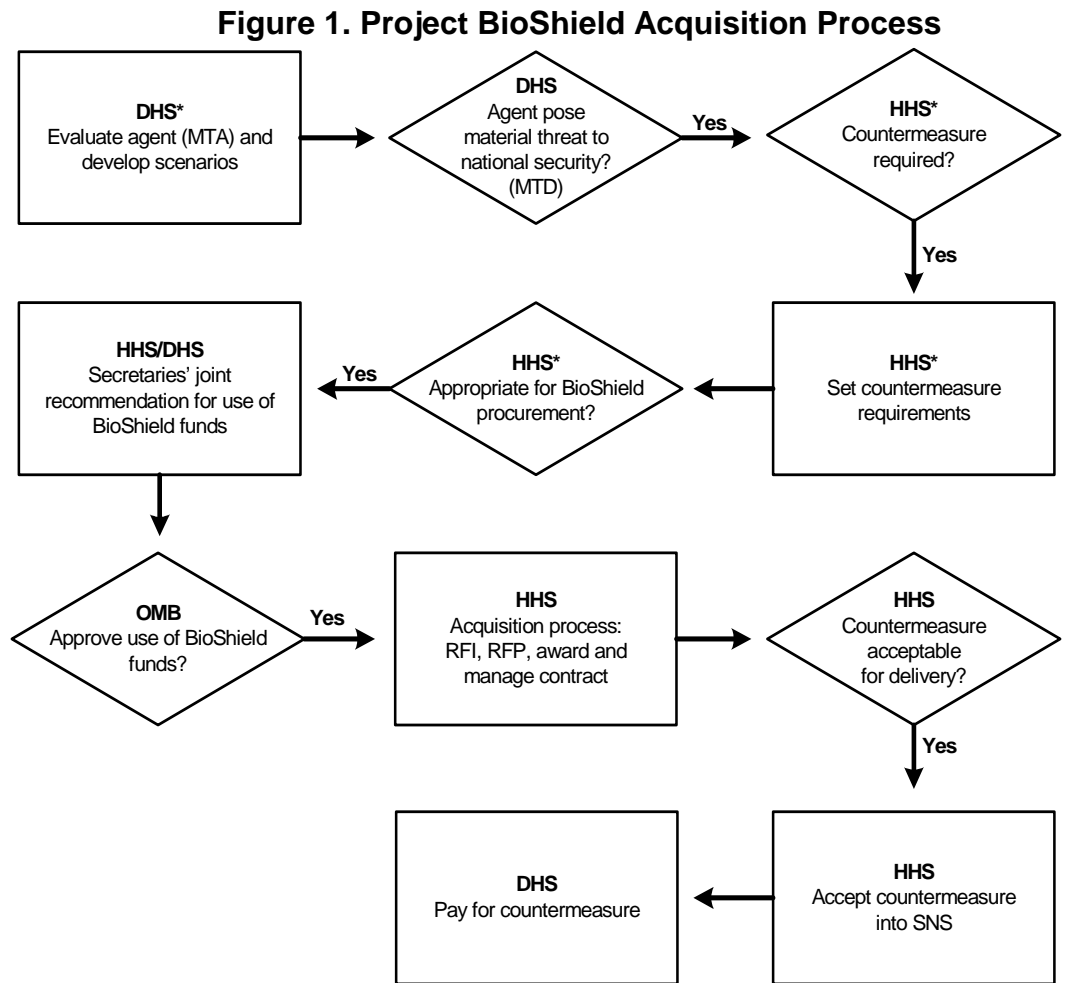 Figure 1. Project BioShield Acquisition Process
DHS*
Evaluate agent (MTA) and
develop scenarios
DHS
Agent pose
material threat to
national security?
(MTD)
Yes
HHS*
Countermeasure
required?
Yes
HHS*
Set countermeasure
requirements
HHS*
Appropriate for BioShield
procurement?
Yes
HHS/DHS
Secretaries’ joint
recommendation for use of
BioShield funds
OMB
Approve use of BioShield
funds?
Yes
HHS
Acquisition process:
RFI, RFP, award and
manage contract
HHS
Countermeasure
acceptable
for delivery?
Yes
HHS
Accept countermeasure
into SNS
DHS
Pay for countermeasure